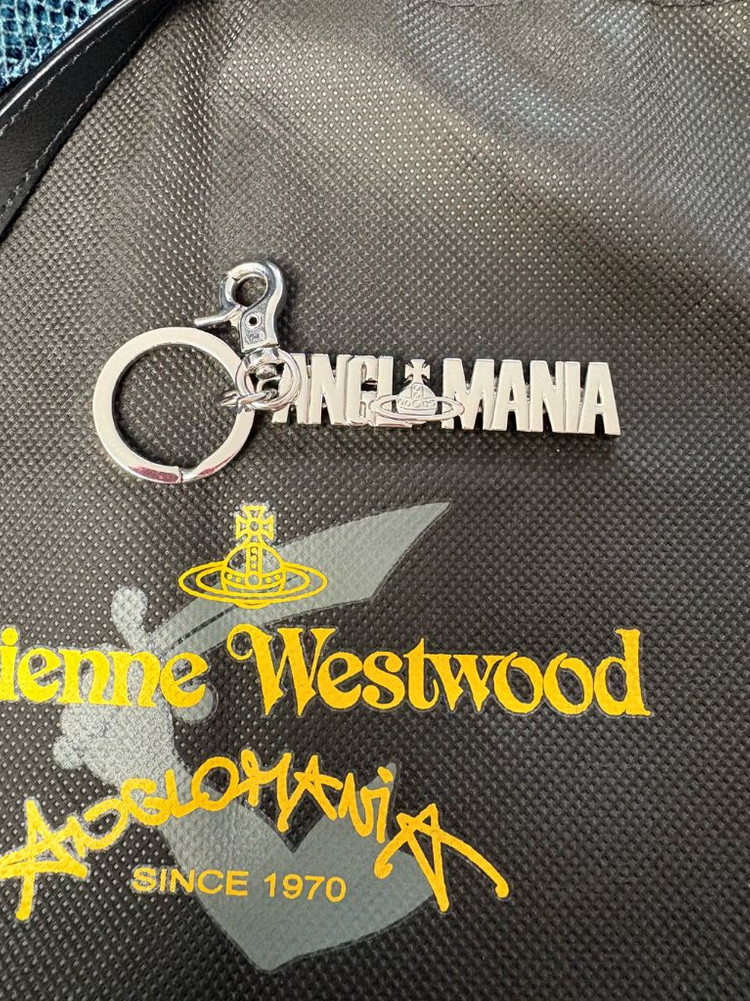 ANGL MANIA
ienne Westwood
ANGLOMANiA
SINCE 1970